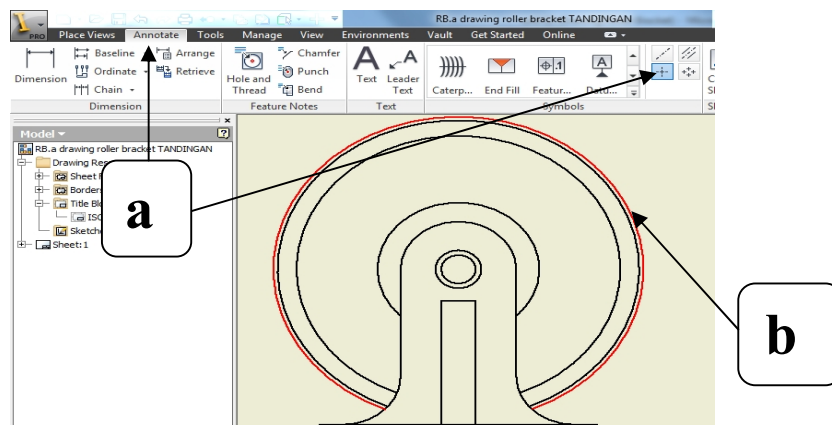 RB.a drawing roller bracket TANDINGAN
PRO Place Views Annotate Tools Manage View Environments Vault Get Started Online
Dimension
Baseline
Ordinate
Chain
Arrange
Retrieve
Dimension
Hole and
Thread
Chamfer
Punch
Bend
Feature Notes
Text
Leader
Text
Text
Caterp...
End Fill
Featur...
Datu...
Symbols
Model
RB.a drawing roller bracket TANDINGAN
Drawing Res
Sheet
Borders
Title Blo
ISO
Sketch
Sheet:1
a
b